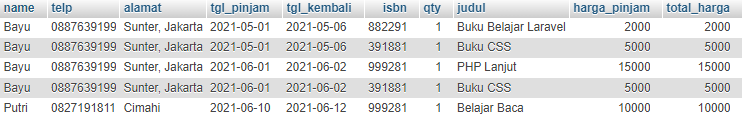 name telp alamat tgl_pinjam tgl_kembali isbn qty judul harga_pinjam total_harga
Bayu 0887639199 Sunter, Jakarta 2021-05-01 2021-05-06 882291 1 Buku Belajar Laravel 2000 2000
Bayu 0887639199 Sunter, Jakarta 2021-05-01 2021-05-06 391881 1 Buku CSS 5000 5000
Bayu 0887639199 Sunter, Jakarta 2021-06-01 2021-06-02 999281 1 PHP Lanjut 15000 15000
Bayu 0887639199 Sunter, Jakarta 2021-06-01 2021-06-02 391881 1 Buku CSS 5000 5000
Putri 0827191811 Cimahi 2021-06-10 2021-06-12 999281 1 Belajar Baca 10000 10000